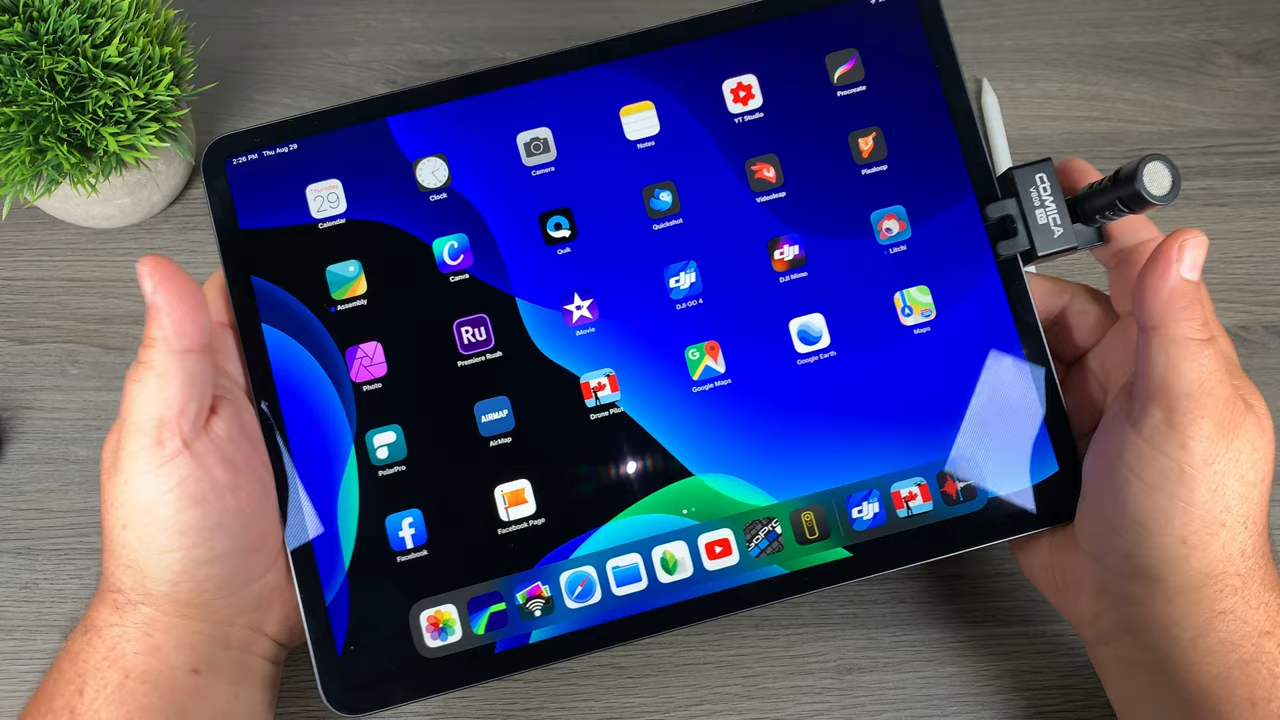 2:26 PM Thu Aug 29
Thursday
29
Calendar
Clock
Camera
Notes
YT Studio
Procreate
Assembly
C
Canva
Quik
Quickshot
Videoleap
Pixaloop
Photo
Ru
Premiere Rush
iMovie
dji
DJI GO 4
dji
DJI Mimo
Litchi
PolarPro
AIRMAP
AirMap
Drone Pilot
G
Google Maps
Google Earth
Maps
f
Facebook
Facebook Page
GoPro
dji
COMICA
VS09